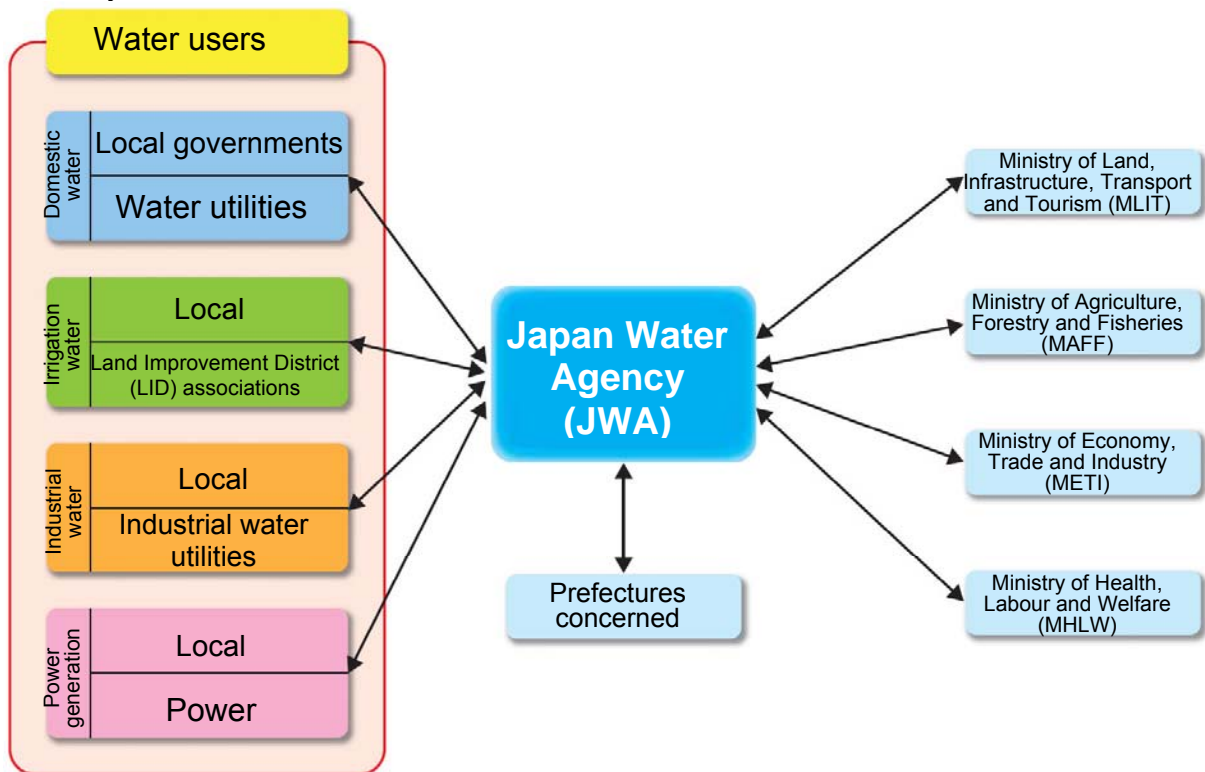 Water users
Domestic
water
Local governments
Water utilities
Irrigation
water
Local
Land Improvement District
(LID) associations
Industrial
water
Local
Industrial water
utilities
Power
generation
Local
Power
Japan Water
Agency
(JWA)
Prefectures
concerned
Ministry of Land,
Infrastructure, Transport
and Tourism (MLIT)
Ministry of Agriculture,
Forestry and Fisheries
(MAFF)
Ministry of Economy,
Trade and Industry
(METI)
Ministry of Health,
Labour and Welfare
(MHLW)